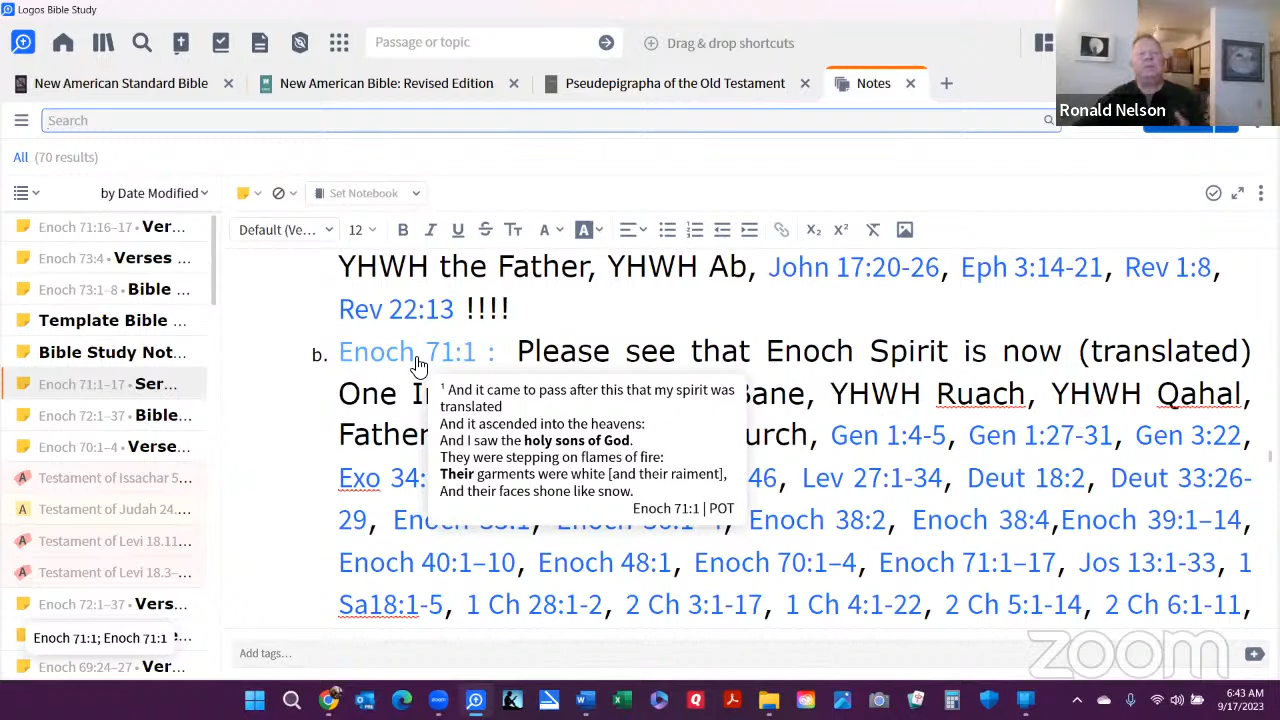 Logos Bible Study
Passage or topic
Drag & drop shortcuts
New American Standard Bible
New American Bible: Revised Edition
Pseudepigrapha of the Old Testament
Notes
Ronald Nelson
Search
All (70 results)
by Date Modified
Set Notebook
Default (Ve...
12
Enoch 71:16–17 • Ver...
Enoch 73:4 • Verses ...
Enoch 73:1–8 • Bible ...
Template Bible ...
Bible Study Not...
Enoch 71:1–17 • Ser...
Enoch 72:1–37 • Bible...
Enoch 70:1–4 • Verse...
Testament of Issachar 5...
Testament of Judah 24...
Testament of Levi 18.11...
Testament of Levi 18.3–...
Enoch 72:1–37 • Vers...
Enoch 71:1; Enoch 71:1
Enoch 69:24–27 • Ver...
YHWH the Father, YHWH Ab, John 17:20-26, Eph 3:14-21, Rev 1:8,
Rev 22:13 !!!!
b. Enoch 71:1 : Please see that Enoch Spirit is now (translated)
One Bane, YHWH Ruach, YHWH Qahal,
Father Gen 1:4-5, Gen 1:27-31, Gen 3:22,
Exo 34: 46, Lev 27:1-34, Deut 18:2, Deut 33:26-
29, Enoch 38:2, Enoch 38:4,Enoch 39:1–14,
Enoch 40:1–10, Enoch 48:1, Enoch 70:1–4, Enoch 71:1–17, Jos 13:1-33, 1
Sa18:1-5, 1 Ch 28:1-2, 2 Ch 3:1-17, 1 Ch 4:1-22, 2 Ch 5:1-14, 2 Ch 6:1-11,
1 And it came to pass after this that my spirit was
translated
And it ascended into the heavens:
And I saw the holy sons of God.
They were stepping on flames of fire:
Their garments were white [and their raiment],
And their faces shone like snow.
Enoch 71:1 | POT
Add tags...
zoom
6:43 AM
9/17/2023